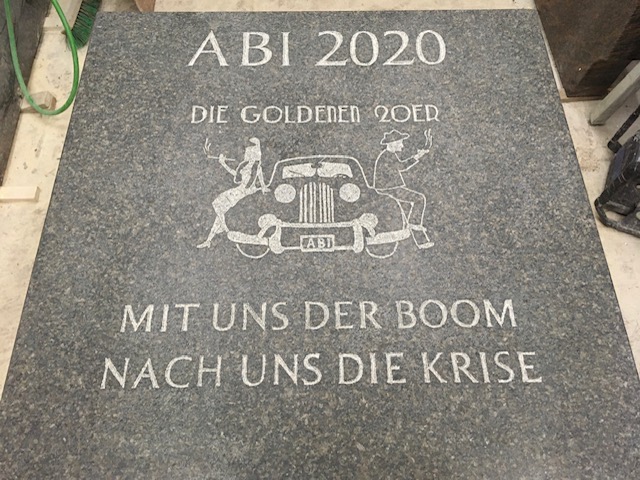 ABI 2020
DIE GOLDENEN 20ER
ABI
MIT UNS DER BOOM
NACH UNS DIE KRISE